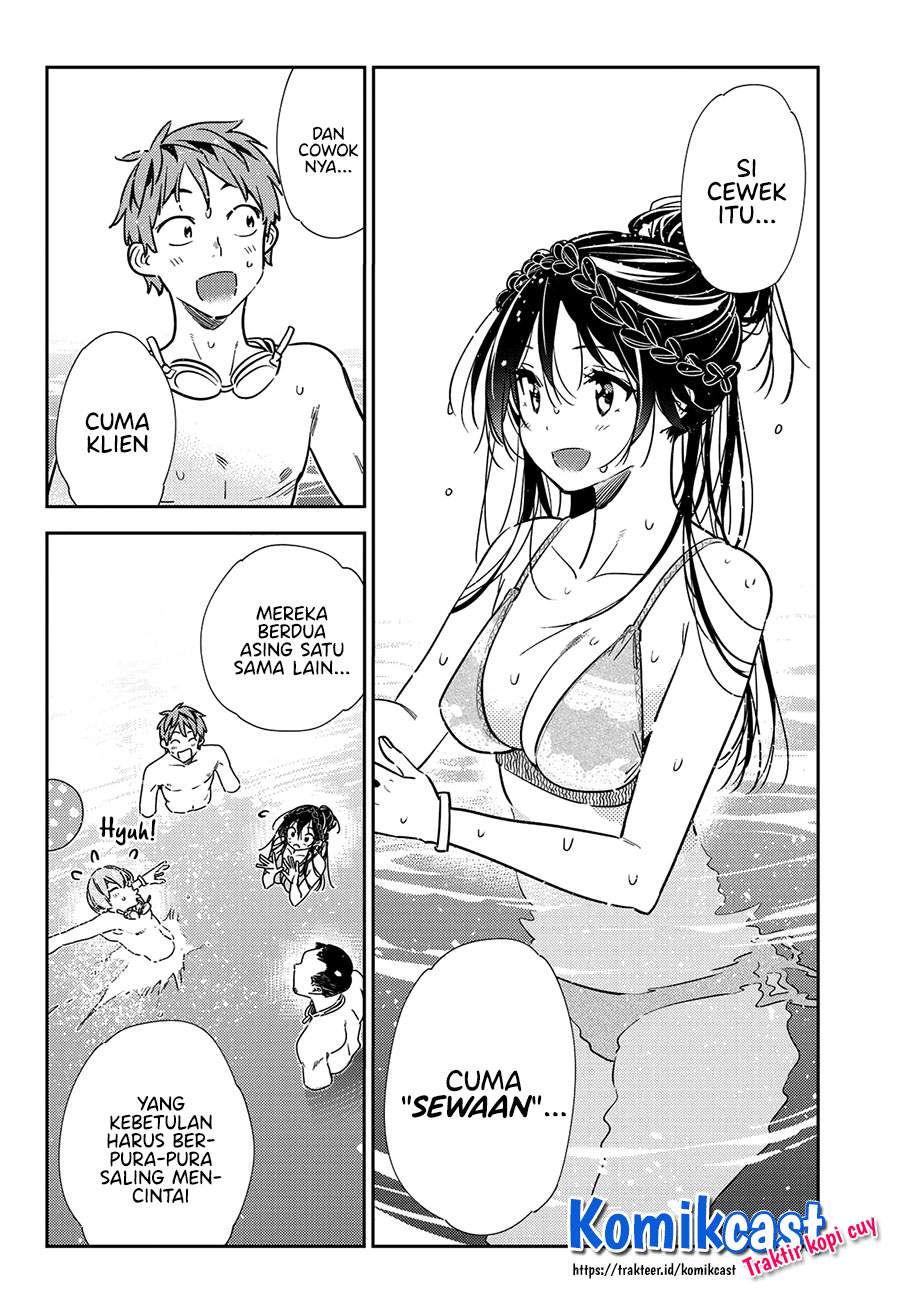 SI
CEWEK
ITU...
CUMA
"SEWAAN"...
DAN
COWOK
NYA...
CUMA
KLIEN
MEREKA
BERDUA
ASING SATU
SAMA LAIN...
Hyuh!
YANG
KEBETULAN
HARUS BER-
PURA-PURA
SALING MEN-
CINTAI
Komikcast
Traktir kopi cuy
https://trakteer.id/komikcast